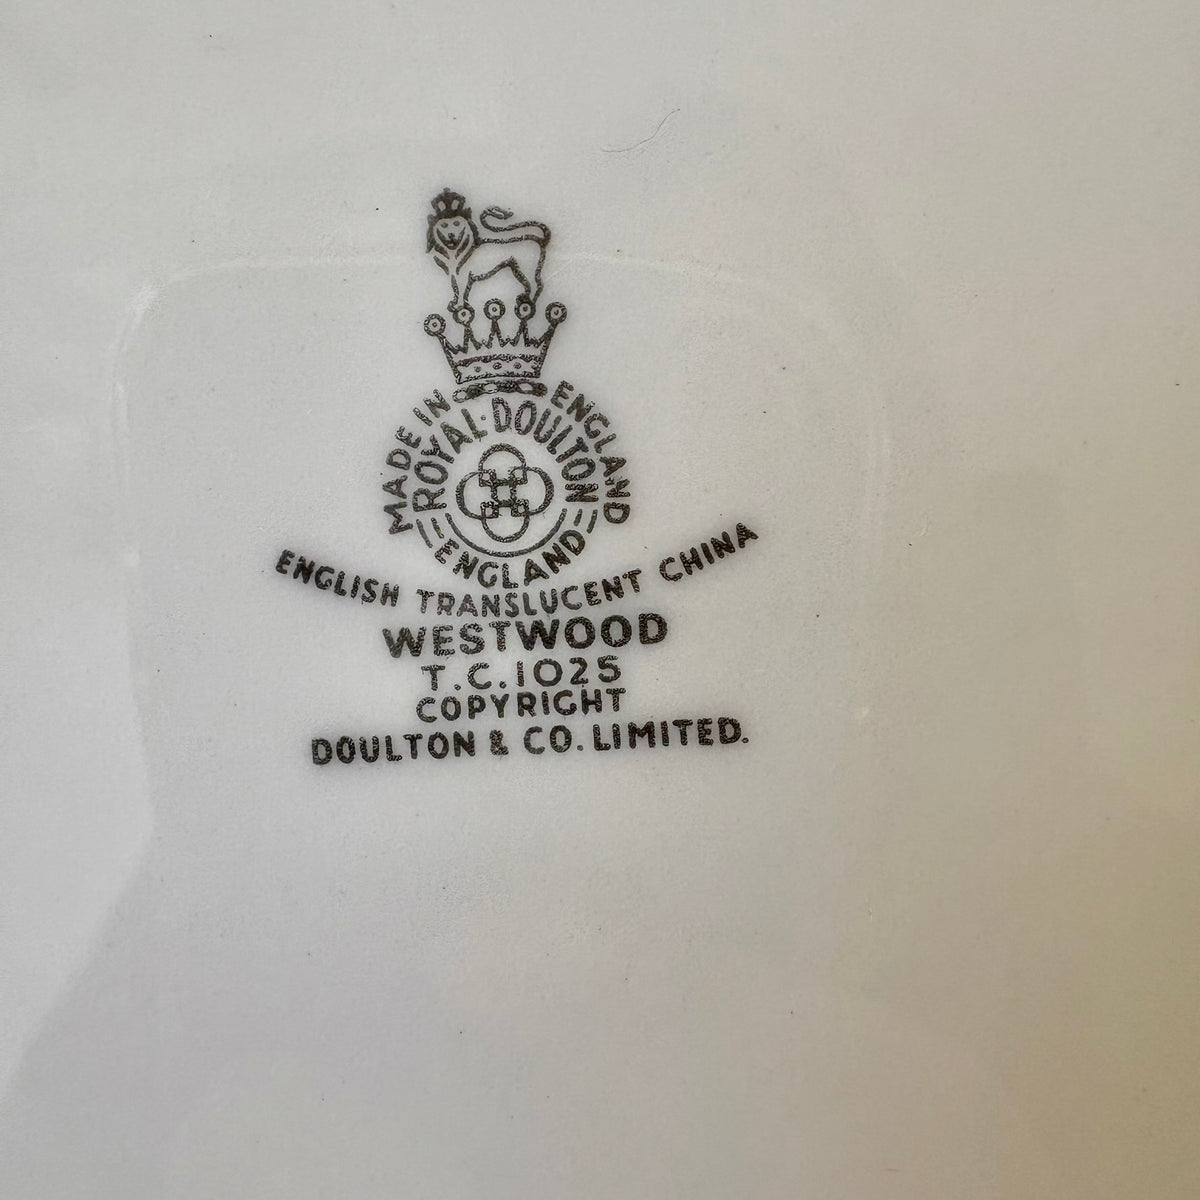 MADE IN ENGLAND
ROYAL·DOULTON
ENGLAND
ENGLISH TRANSLUCENT CHINA
WESTWOOD
T.C.1025
COPYRIGHT
DOULTON & CO. LIMITED.